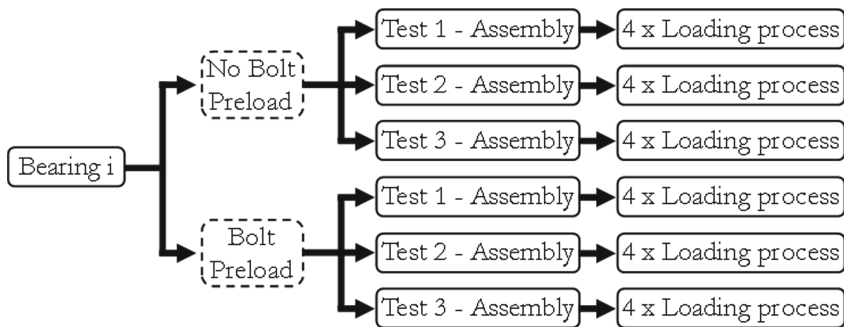 Bearing i
No Bolt
Preload
Test 1 - Assembly
4 x Loading process
Test 2 - Assembly
4 x Loading process
Test 3 - Assembly
4 x Loading process
Bolt
Preload
Test 1 - Assembly
4 x Loading process
Test 2 - Assembly
4 x Loading process
Test 3 - Assembly
4 x Loading process